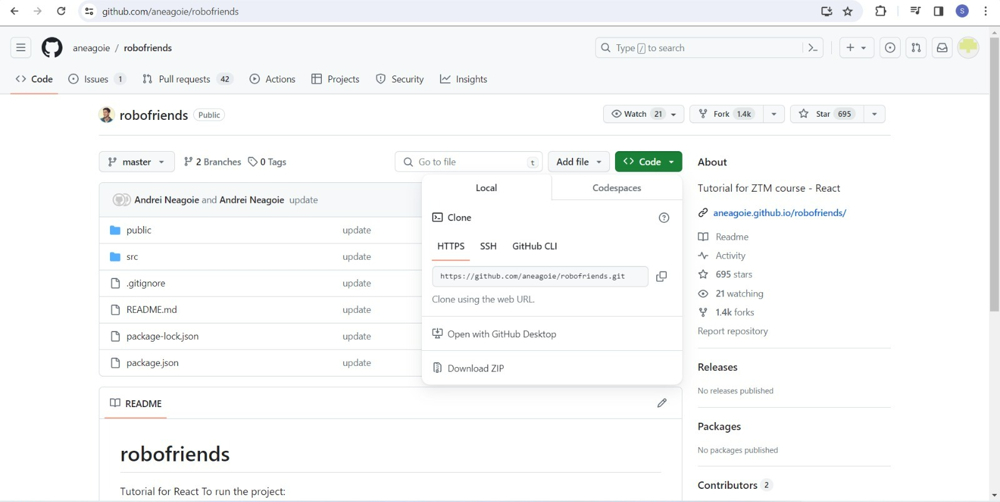 github.com/aneagoie/robofriends
S
aneagoie / robofriends
Type / to search
Code Issues 1 Pull requests 42 Actions Projects Security Insights
robofriends Public
Watch 21 Fork 1.4k Star 695
master 2 Branches 0 Tags Go to file t Add file Code
Andrei Neagoie and Andrei Neagoie update
public update
src update
.gitignore update
README.md update
package-lock.json update
package.json update
Local Codespaces
Clone
HTTPS SSH GitHub CLI
https://github.com/aneagoie/robofriends.git
Clone using the web URL.
Open with GitHub Desktop
Download ZIP
README
robofriends
Tutorial for React To run the project:
About
Tutorial for ZTM course - React
aneagoie.github.io/robofriends/
Readme
Activity
695 stars
21 watching
1.4k forks
Report repository
Releases
No releases published
Packages
No packages published
Contributors 2